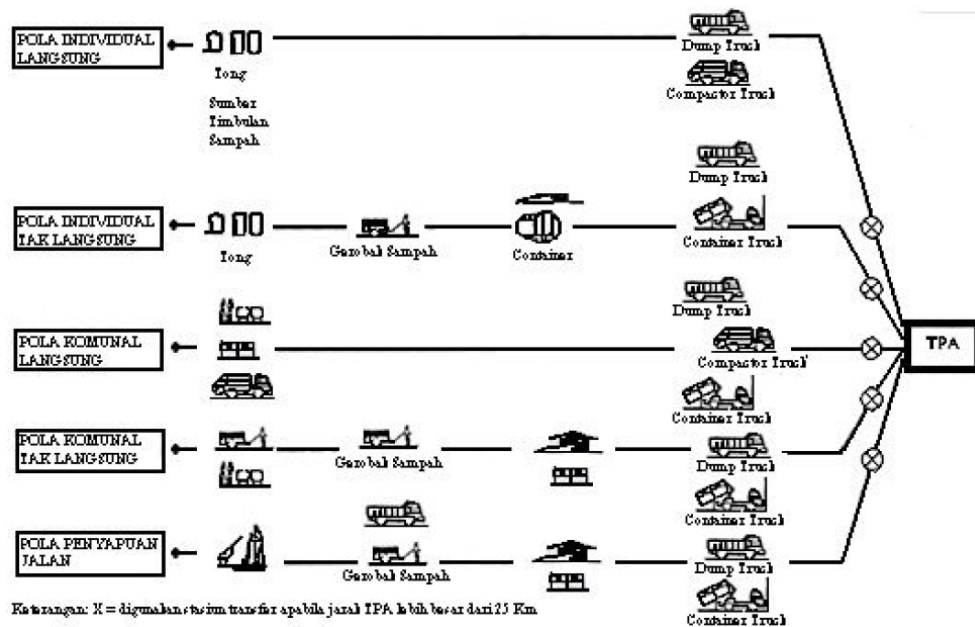 POLA INDIVIDUAL
LANGSUNG
Tong
Sumber
Timbulan
Sampah
Dump Truck
Compactor Truck
POLA INDIVIDUAL
TAK LANGSUNG
Tong
Gerobak Sampah
Container
Dump Truck
Container Truck
POLA KOMUNAL
LANGSUNG
Dump Truck
Compactor Truck
Container Truck
TPA
POLA KOMUNAL
TAK LANGSUNG
Gerobak Sampah
Dump Truck
Container Truck
POLA PENYAPUAN
JALAN
Gerobak Sampah
Dump Truck
Container Truck
Keterangan: X = digunakan stasiun transfer apabila jarak TPA lebih besar dari 25 Km